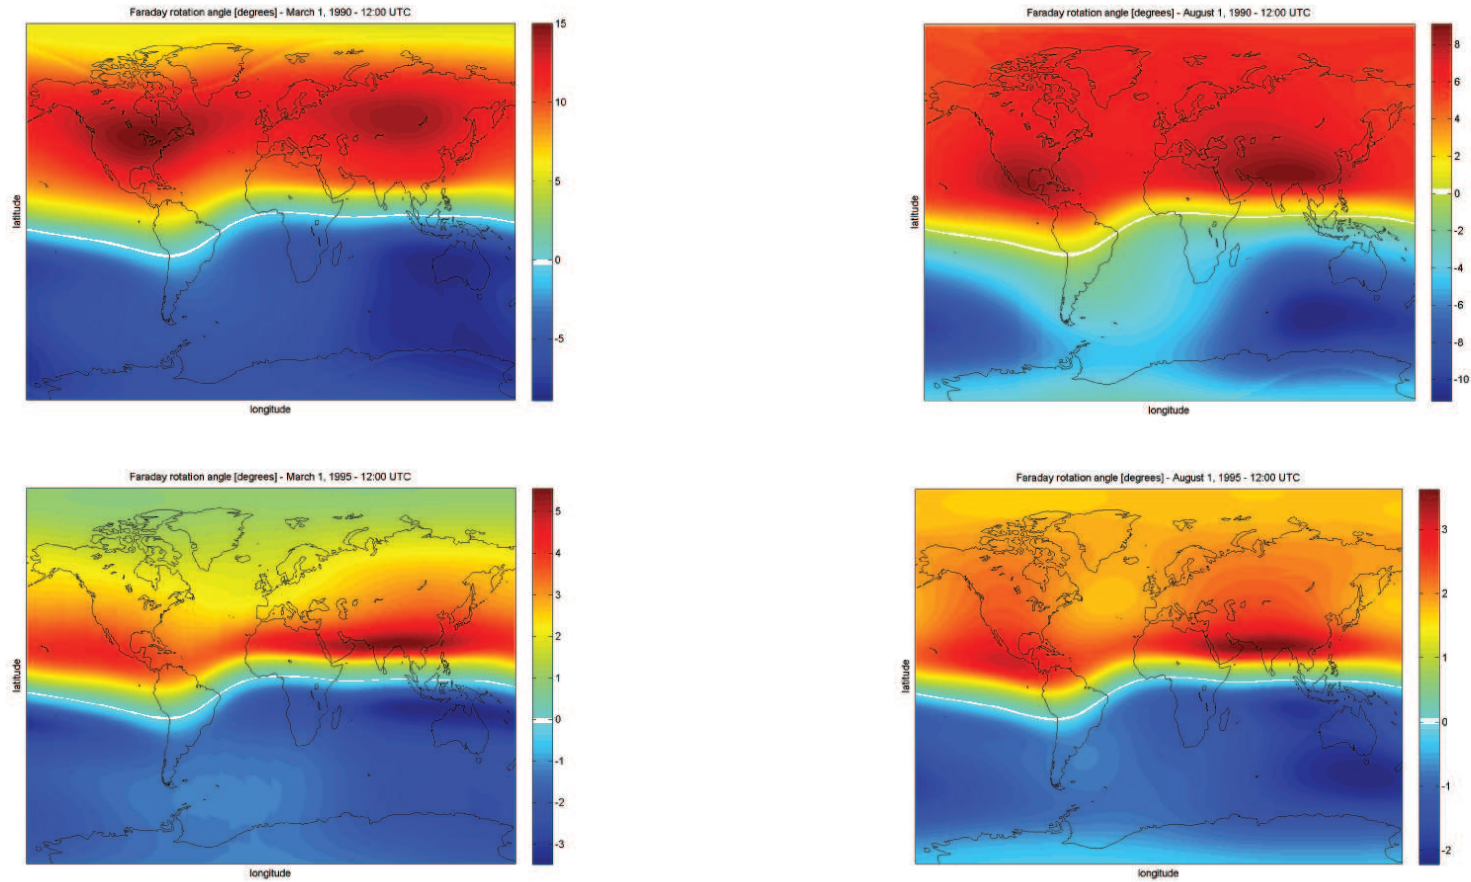 Faraday rotation angle [degrees] - March 1, 1990 - 12:00 UTC
15
10
5
0
-5
latitude
longitude
Faraday rotation angle [degrees] - August 1, 1990 - 12:00 UTC
8
6
4
2
0
-2
-4
-6
-8
-10
latitude
longitude
Faraday rotation angle [degrees] - March 1, 1995 - 12:00 UTC
5
4
3
2
1
0
-1
-2
-3
latitude
longitude
Faraday rotation angle [degrees] - August 1, 1995 - 12:00 UTC
3
2
1
0
-1
-2
latitude
longitude